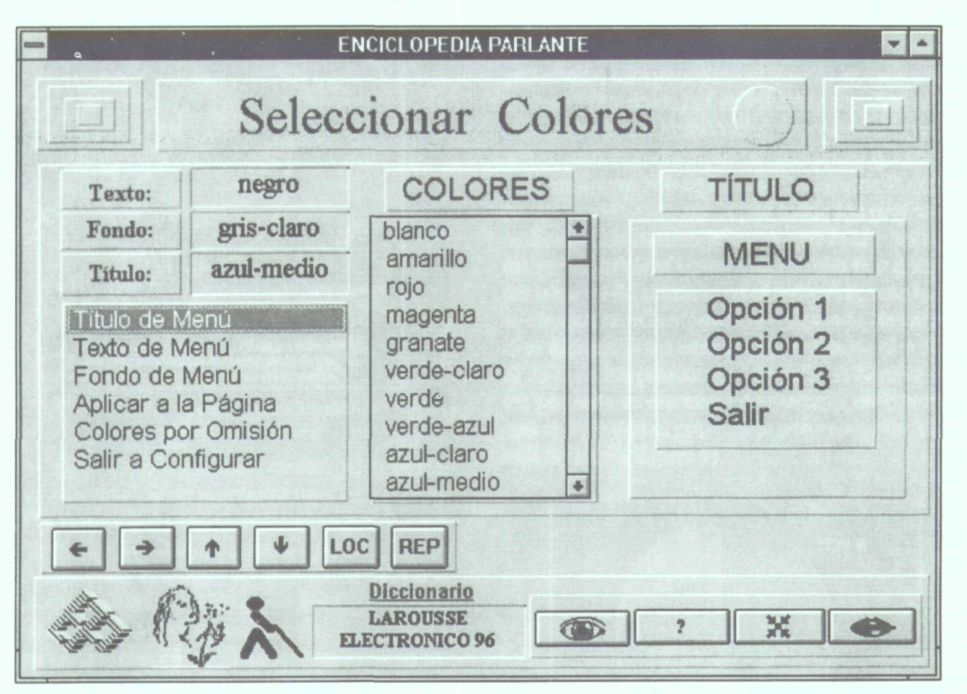 ENCICLOPEDIA PARLANTE
Seleccionar Colores
Texto: negro
Fondo: gris-claro
Título: azul-medio
Título de Menú
Texto de Menú
Fondo de Menú
Aplicar a la Página
Colores por Omisión
Salir a Configurar
COLORES
blanco
amarillo
rojo
magenta
granate
verde-claro
verde
verde-azul
azul-claro
azul-medio
TÍTULO
MENU
Opción 1
Opción 2
Opción 3
Salir
LOC REP
Diccionario
LAROUSSE
ELECTRONICO 96
?